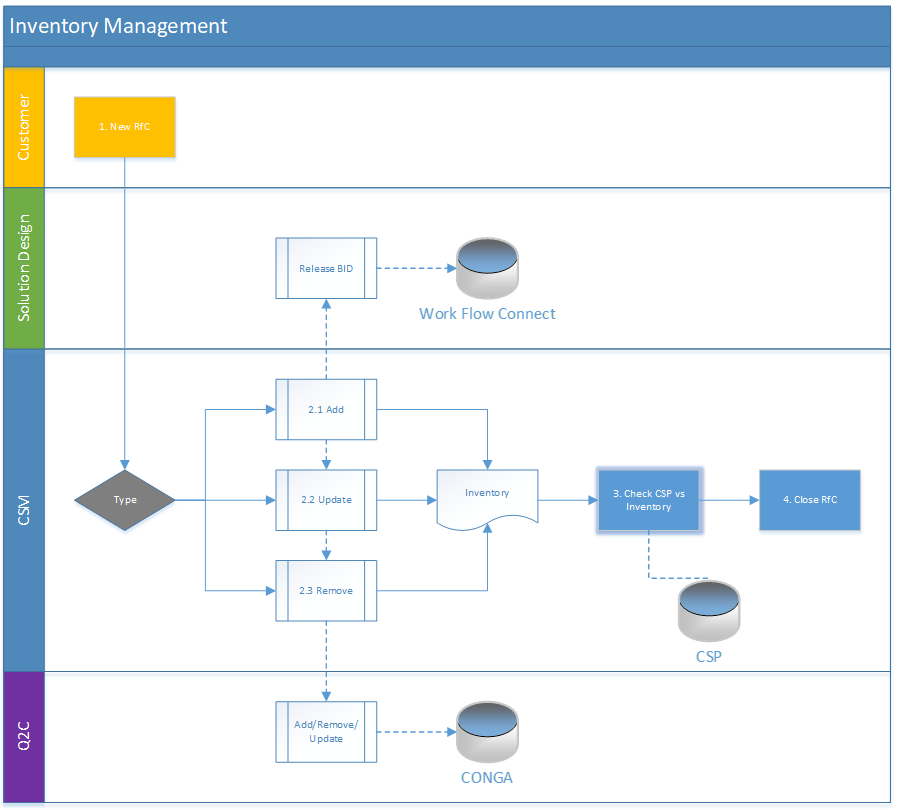 Inventory Management
Customer
1. New RfC
Solution Design
Release BID
Work Flow Connect
CSM
Type
2.1 Add
2.2 Update
2.3 Remove
Inventory
3. Check CSP vs
Inventory
4. Close RfC
CSP
Q2C
Add/Remove/
Update
CONGA